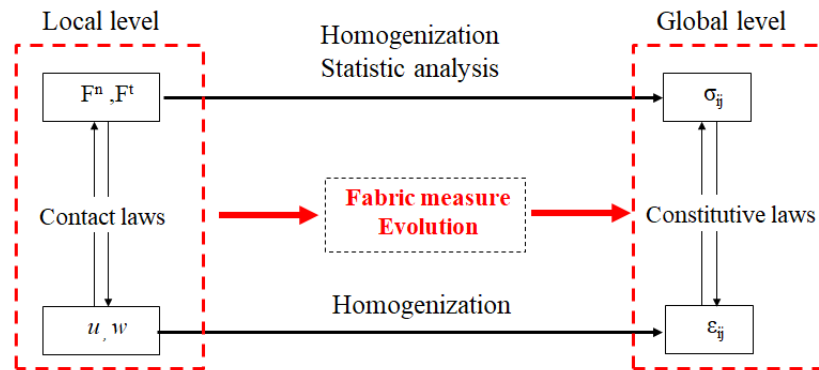 Local level
Global level
Homogenization
Statistic analysis
Fⁿ ,Fᵗ
σij
Contact laws
Fabric measure
Evolution
Constitutive laws
Homogenization
u, w
εij